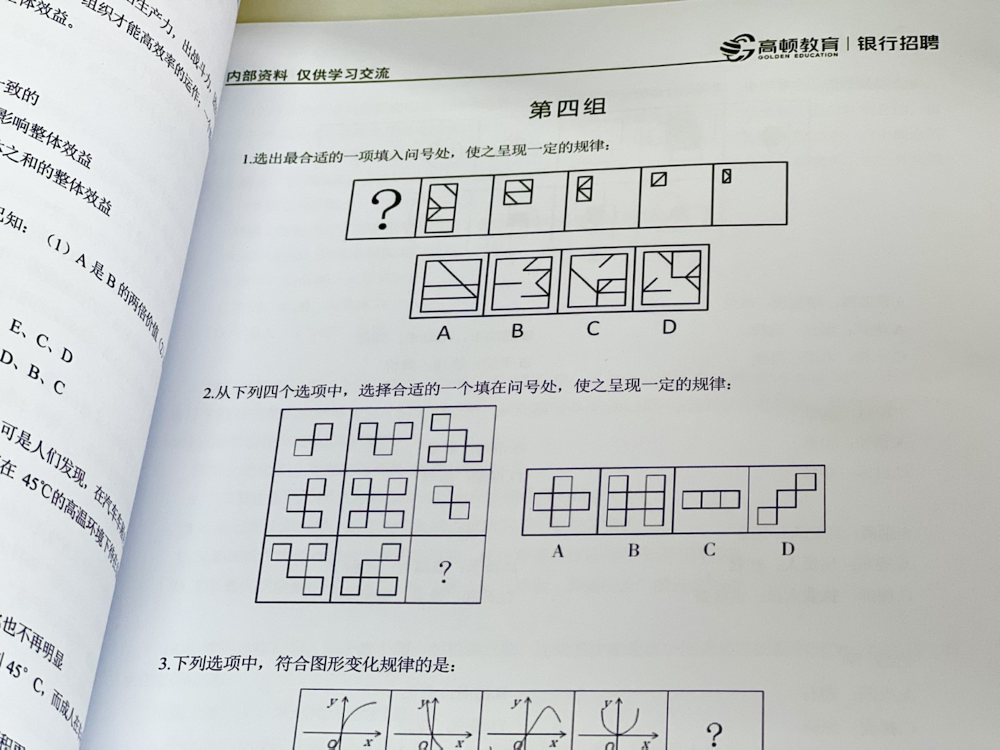 生产力，出战斗力，
体效益。
组织才能高效率的运作；一个
一致的
影响整体效益
之和的整体效益
已知：（1）A 是 B 的两倍价值（2）
E、C、D
D、B、C
可是人们发现，在汽车
在 45℃的高温环境下待在
也不再明显
45° C，而成人在
高顿教育 | 银行招聘
GOLDEN EDUCATION
内部资料 仅供学习交流
第四组
1.选出最合适的一项填入问号处，使之呈现一定的规律：
?
A B C D
2.从下列四个选项中，选择合适的一个填在问号处，使之呈现一定的规律：
?
A B C D
3.下列选项中，符合图形变化规律的是：
y y y y
?
O x x O x O x